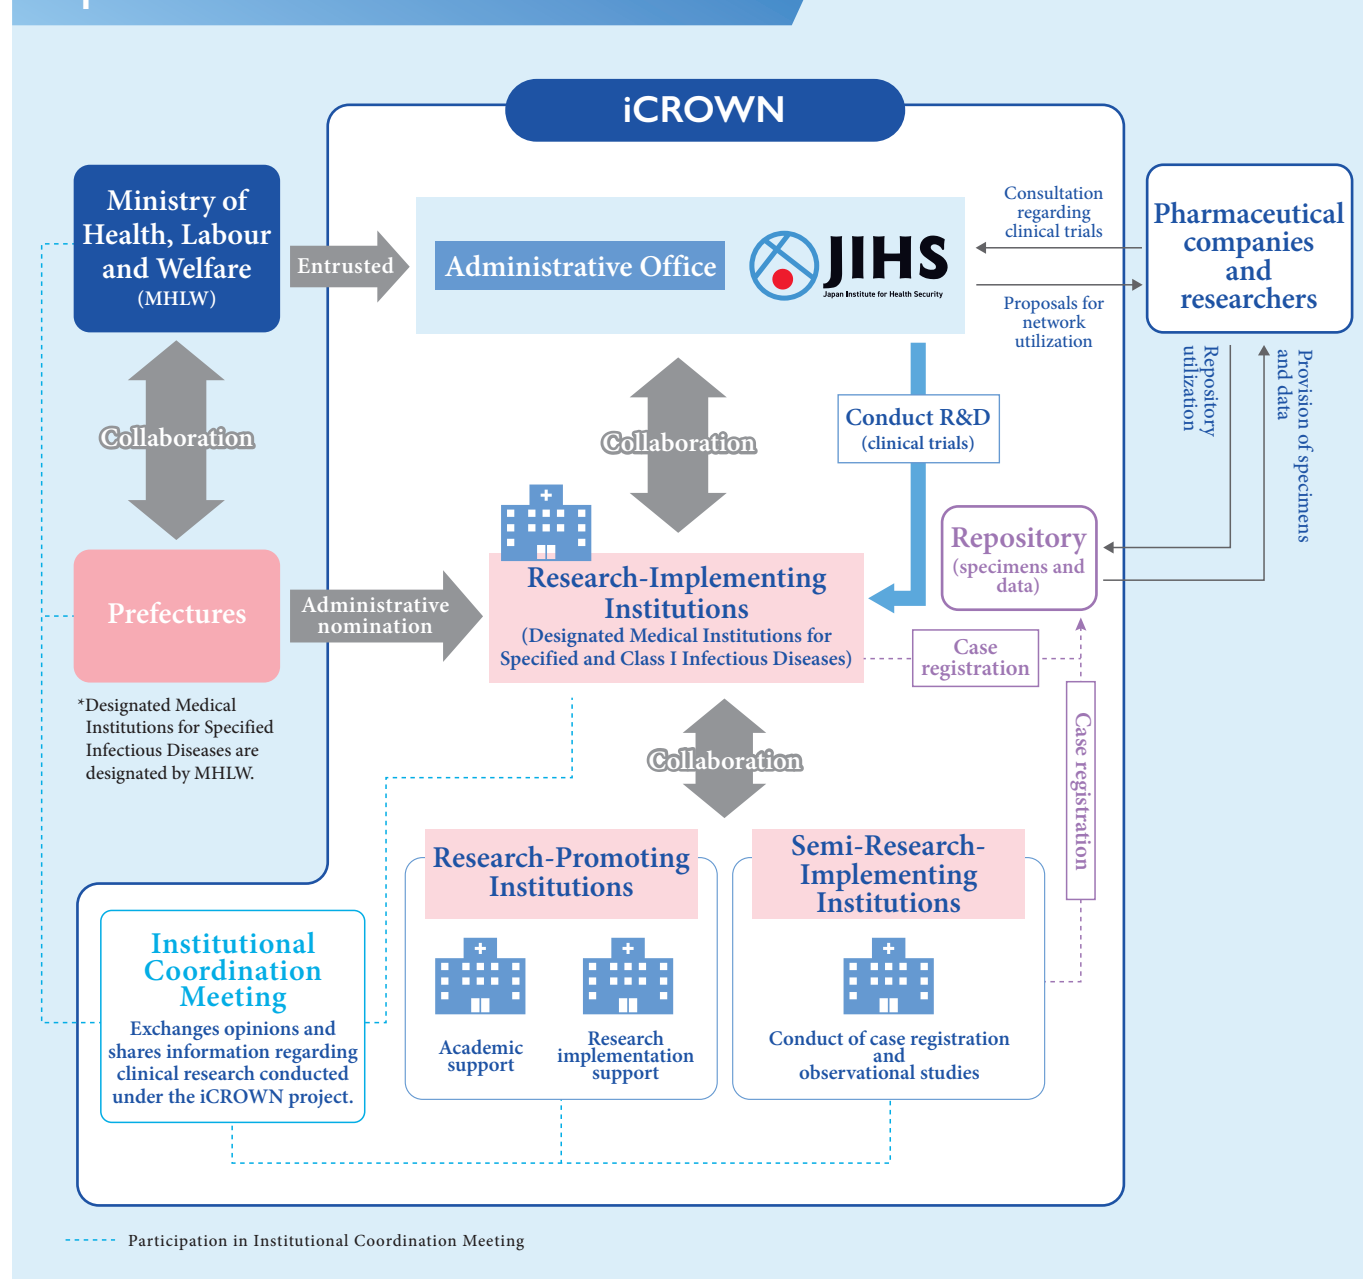 iCROWN
Ministry of
Health, Labour
and Welfare
(MHLW)
Entrusted
Administrative Office
JIHS
Japan Institute for Health Security
Consultation
regarding
clinical trials
Proposals for
network
utilization
Pharmaceutical
companies
and
researchers
Repository
utilization
Provision of specimens
and data
Collaboration
Collaboration
Conduct R&D
(clinical trials)
Repository
(specimens and
data)
Prefectures
Administrative
nomination
Research-Implementing
Institutions
(Designated Medical Institutions for
Specified and Class I Infectious Diseases)
Case
registration
Case registration
*Designated Medical
Institutions for Specified
Infectious Diseases are
designated by MHLW.
Collaboration
Research-Promoting
Institutions
Academic
support
Research
implementation
support
Semi-Research-
Implementing
Institutions
Conduct of case registration
and
observational studies
Institutional
Coordination
Meeting
Exchanges opinions and
shares information regarding
clinical research conducted
under the iCROWN project.
Participation in Institutional Coordination Meeting